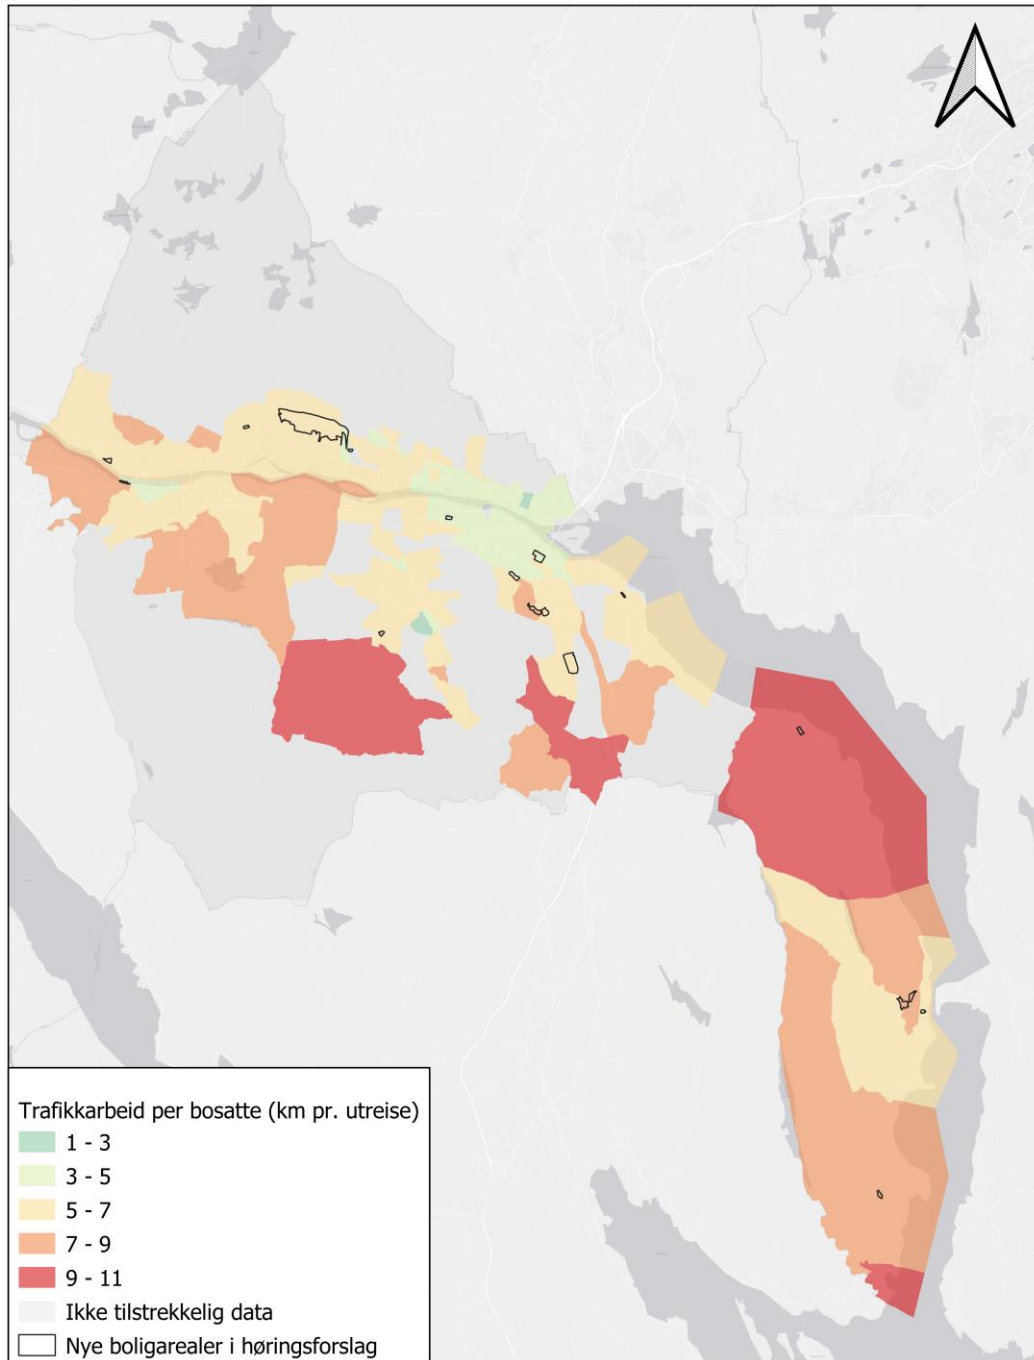 Trafikkarbeid per bosatte (km pr. utreise)
1 - 3
3 - 5
5 - 7
7 - 9
9 - 11
Ikke tilstrekkelig data
Nye boligarealer i høringsforslag